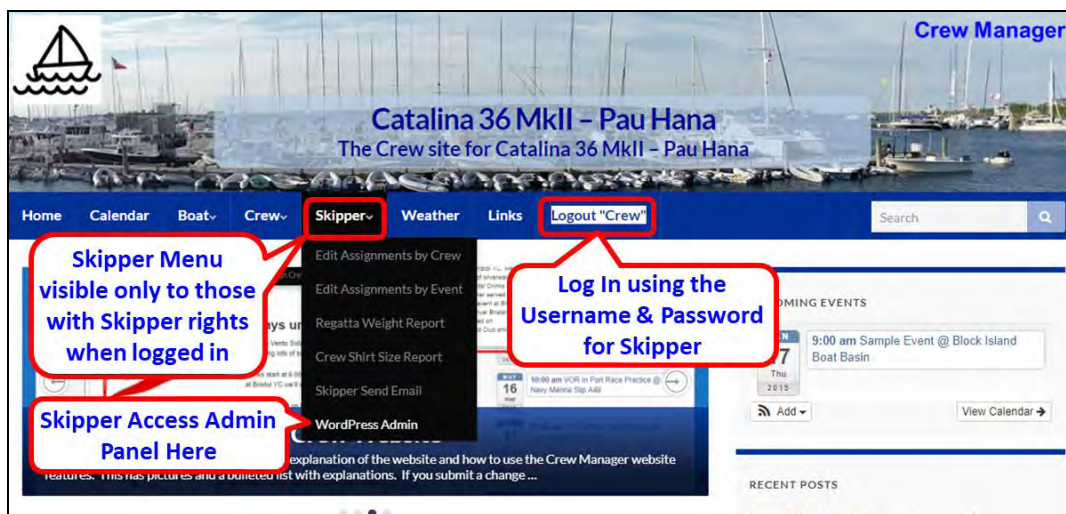 Crew Manager
Catalina 36 MkII – Pau Hana
The Crew site for Catalina 36 MkII – Pau Hana
Home Calendar Boat Crew Skipper Weather Links Logout "Crew" Search
Skipper Menu
visible only to those
with Skipper rights
when logged in
Edit Assignments by Crew
Edit Assignments by Event
Regatta Weight Report
Crew Shirt Size Report
Skipper Send Email
WordPress Admin
Log In using the
Username & Password
for Skipper
Skipper Access Admin
Panel Here
16
10:00 am VOR In Port Race Practice @
Navy Marina Slip A48
Website
explanation of the website and how to use the Crew Manager website
features. This has pictures and a bulleted list with explanations. If you submit a change ...
EVENTS
Thu
2015
9:00 am Sample Event @ Block Island
Boat Basin
Add View Calendar
RECENT POSTS